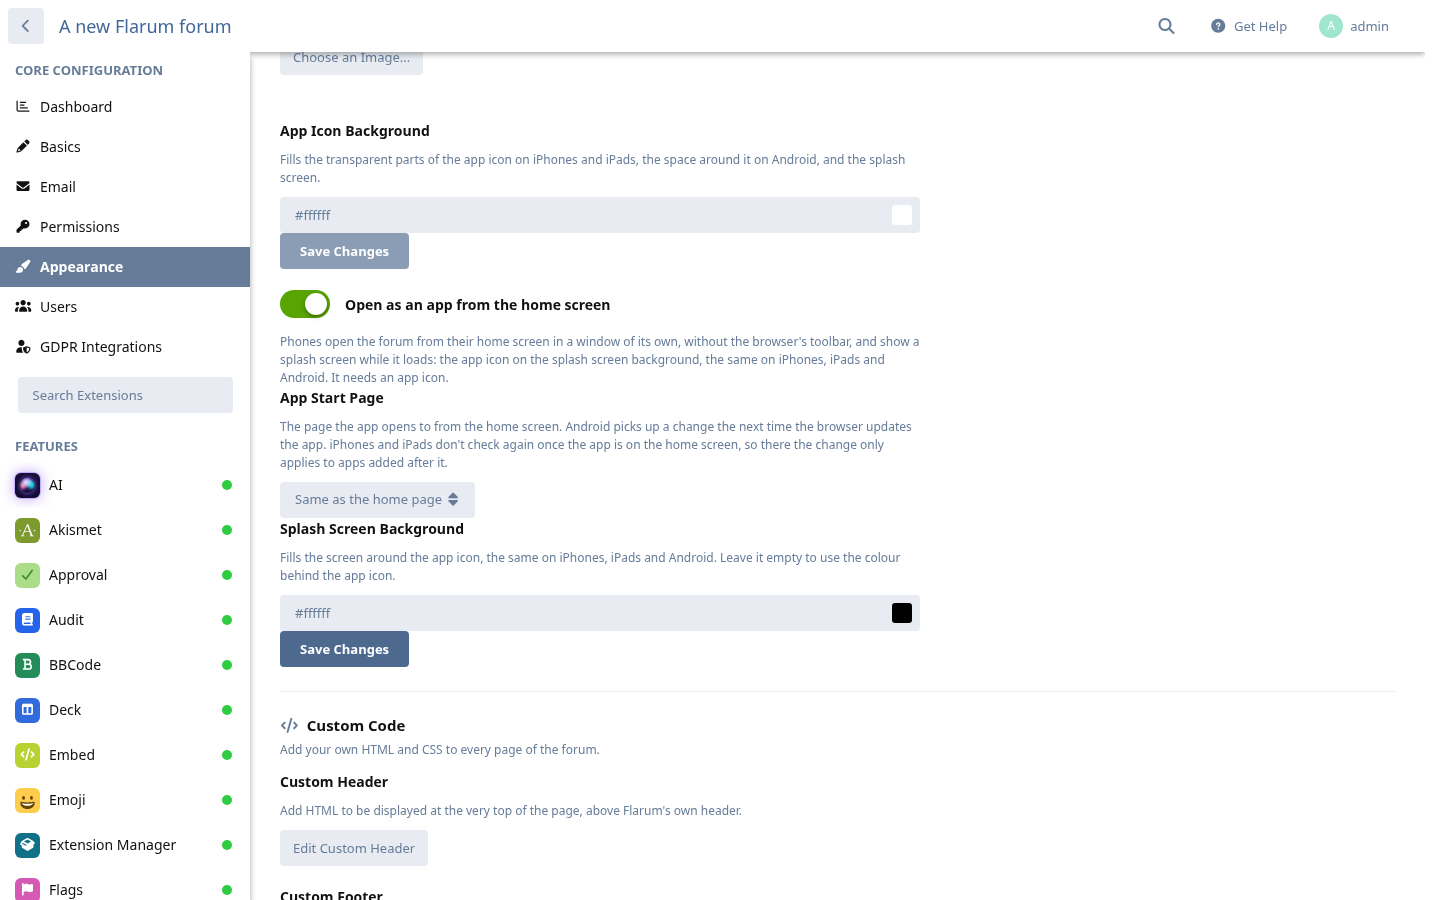 A new Flarum forum
Get Help
A
admin
CORE CONFIGURATION
Dashboard
Basics
Email
Permissions
Appearance
Users
GDPR Integrations
Search Extensions
FEATURES
AI
Akismet
Approval
Audit
BBCode
Deck
Embed
Emoji
Extension Manager
Flags
Choose an Image...
App Icon Background
Fills the transparent parts of the app icon on iPhones and iPads, the space around it on Android, and the splash
screen.
#ffffff
Save Changes
Open as an app from the home screen
Phones open the forum from their home screen in a window of its own, without the browser's toolbar, and show a
splash screen while it loads: the app icon on the splash screen background, the same on iPhones, iPads and
Android. It needs an app icon.
App Start Page
The page the app opens to from the home screen. Android picks up a change the next time the browser updates
the app. iPhones and iPads don't check again once the app is on the home screen, so there the change only
applies to apps added after it.
Same as the home page
Splash Screen Background
Fills the screen around the app icon, the same on iPhones, iPads and Android. Leave it empty to use the colour
behind the app icon.
#ffffff
Save Changes
Custom Code
Add your own HTML and CSS to every page of the forum.
Custom Header
Add HTML to be displayed at the very top of the page, above Flarum's own header.
Edit Custom Header
Custom Footer